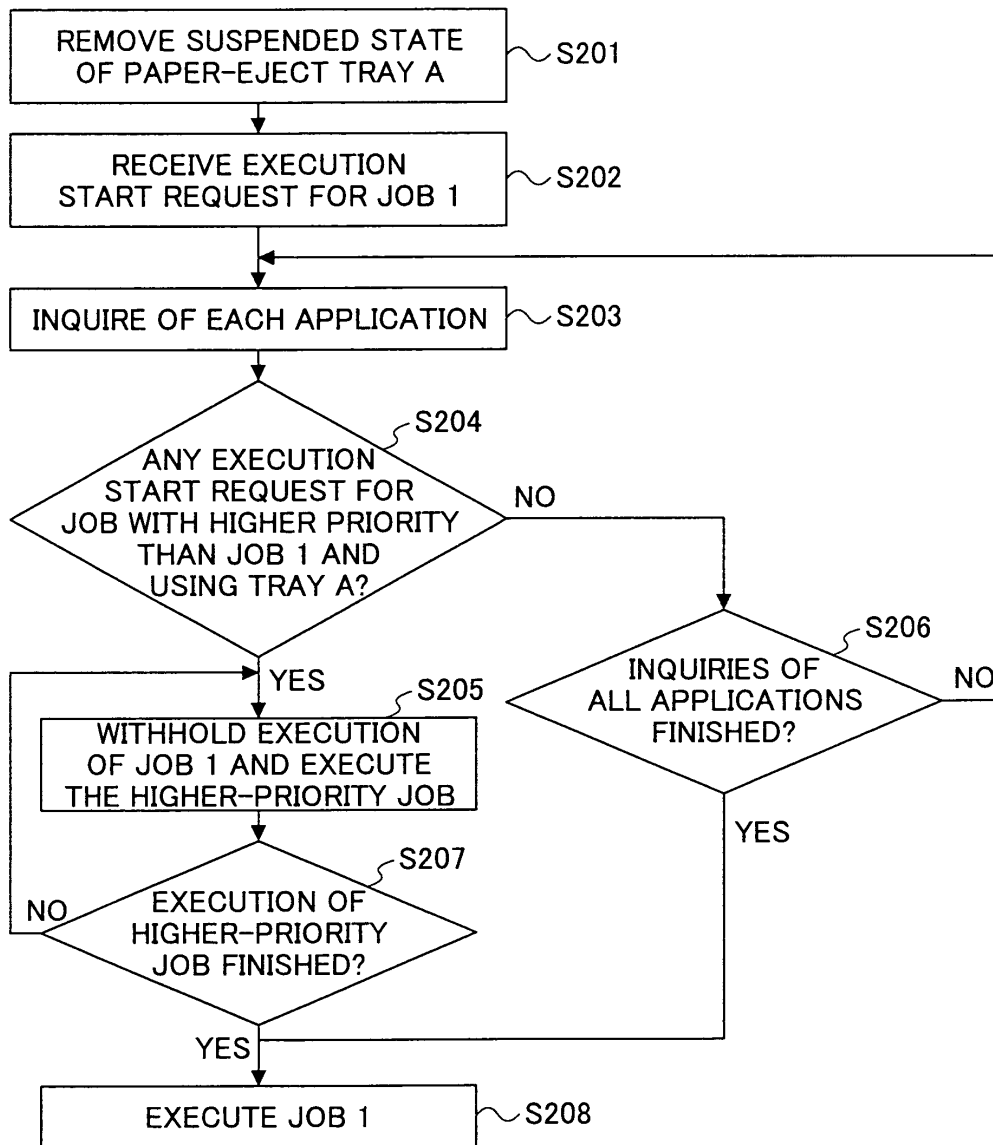 REMOVE SUSPENDED STATE
OF PAPER-EJECT TRAY A
S201
RECEIVE EXECUTION
START REQUEST FOR JOB 1
S202
INQUIRE OF EACH APPLICATION
S203
S204
ANY EXECUTION
START REQUEST FOR
JOB WITH HIGHER PRIORITY
THAN JOB 1 AND
USING TRAY A?
NO
YES
S206
INQUIRIES OF
ALL APPLICATIONS
FINISHED?
NO
YES
S205
WITHHOLD EXECUTION
OF JOB 1 AND EXECUTE
THE HIGHER-PRIORITY JOB
S207
EXECUTION OF
HIGHER-PRIORITY
JOB FINISHED?
NO
YES
EXECUTE JOB 1
S208